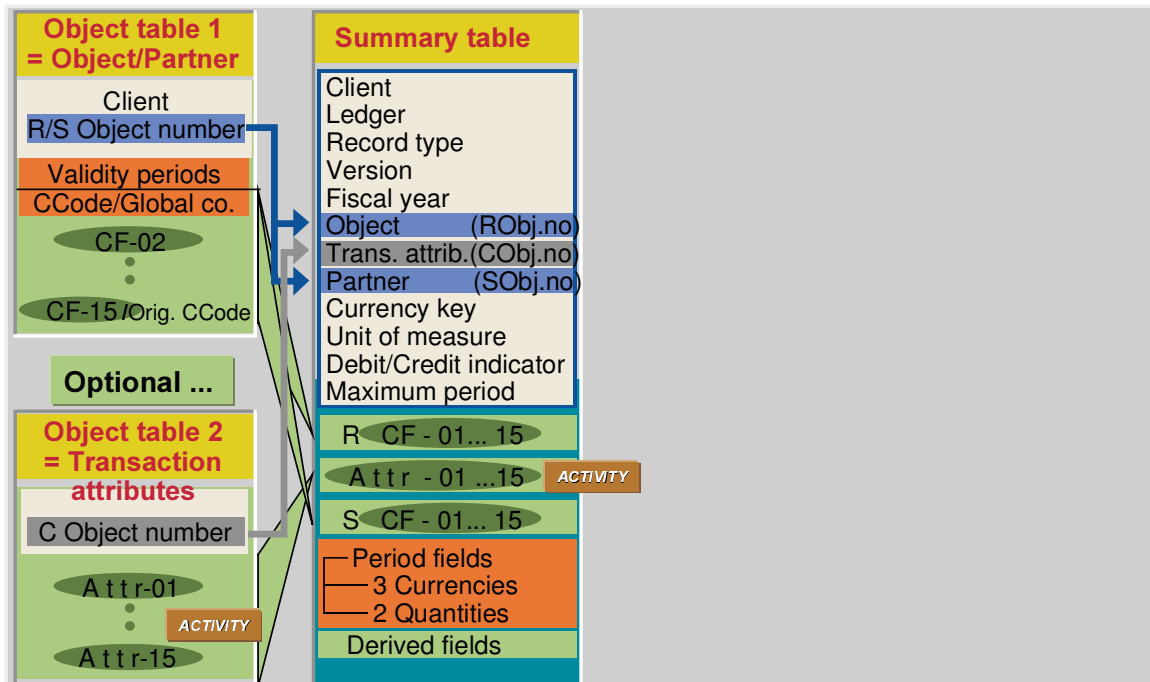 Object table 1
= Object/Partner
Client
R/S Object number
Validity periods
CCode/Global co.
CF-02
CF-15 /Orig. CCode
Optional ...
Object table 2
= Transaction
attributes
C Object number
A t t r-01
ACTIVITY
A t t r-15
Summary table
Client
Ledger
Record type
Version
Fiscal year
Object (RObj.no)
Trans. attrib.(CObj.no)
Partner (SObj.no)
Currency key
Unit of measure
Debit/Credit indicator
Maximum period
R CF - 01... 15
A t t r - 01 ...15 ACTIVITY
S CF - 01... 15
Period fields
3 Currencies
2 Quantities
Derived fields